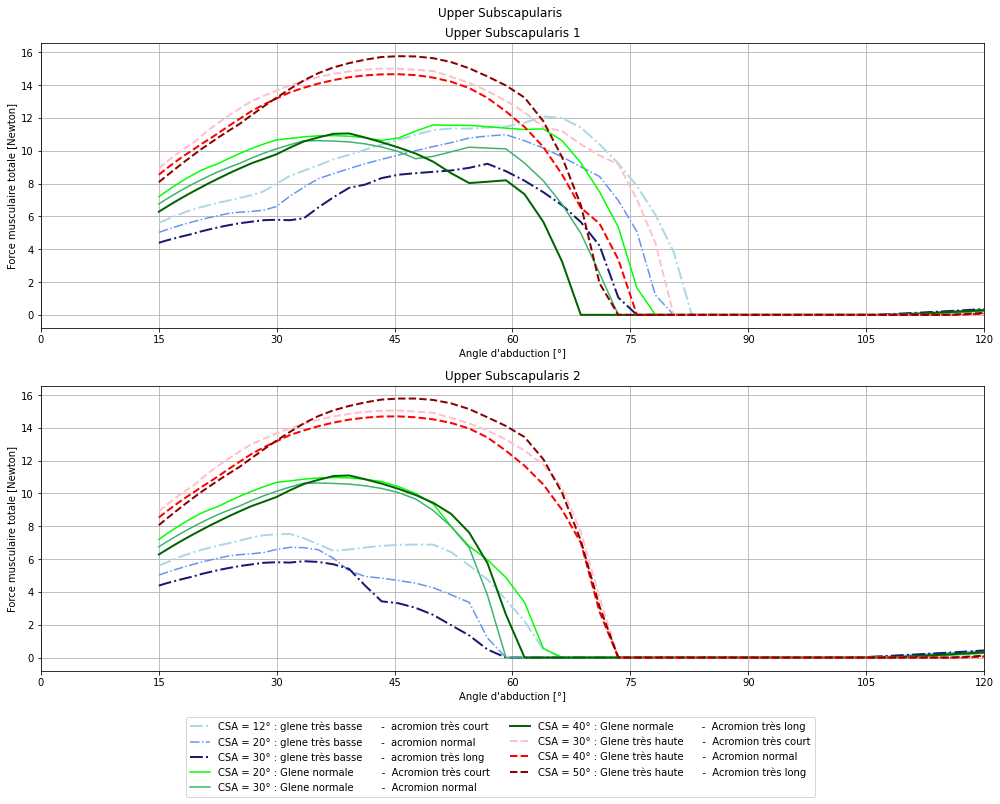 Upper Subscapularis
Upper Subscapularis 1
Force musculaire totale [Newton]
16
14
12
10
8
6
4
2
0
0 15 30 45 60 75 90 105 120
Angle d'abduction [°]
Upper Subscapularis 2
Force musculaire totale [Newton]
16
14
12
10
8
6
4
2
0
0 15 30 45 60 75 90 105 120
Angle d'abduction [°]
CSA = 12° : glene très basse - acromion très court
CSA = 20° : glene très basse - acromion normal
CSA = 30° : glene très basse - acromion très long
CSA = 20° : Glene normale - Acromion très court
CSA = 30° : Glene normale - Acromion normal
CSA = 40° : Glene normale - Acromion très long
CSA = 30° : Glene très haute - Acromion très court
CSA = 40° : Glene très haute - Acromion normal
CSA = 50° : Glene très haute - Acromion très long